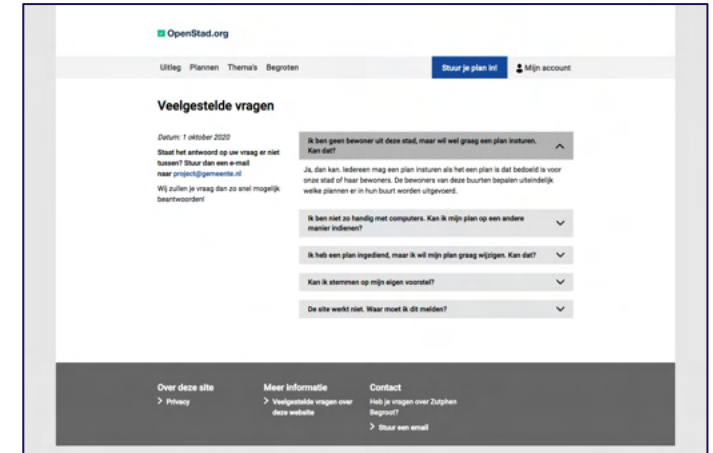 OpenStad.org
Uitleg Plannen Thema's Begroten Stuur je plan in! Mijn account
Veelgestelde vragen
Datum: 1 oktober 2020
Staat het antwoord op uw vraag er niet
tussen? Stuur dan een e-mail
naar project@gemeente.nl
Wij zullen je vraag dan zo snel mogelijk
beantwoorden!
Ik ben geen bewoner uit deze stad, maar wil wel graag een plan insturen.
Kan dat?
Ja, dan kan. Iedereen mag een plan insturen als het een plan is dat bedoeld is voor
onze stad of haar bewoners. De bewoners van deze buurten bepalen uiteindelijk
welke plannen er in hun buurt worden uitgevoerd.
Ik ben niet zo handig met computers. Kan ik mijn plan op een andere
manier indienen?
Ik heb een plan ingediend, maar ik wil mijn plan graag wijzigen. Kan dat?
Kan ik stemmen op mijn eigen voorstel?
De site werkt niet. Waar moet ik dit melden?
Over deze site
> Privacy
Meer informatie
> Veelgestelde vragen over
deze website
Contact
Heb je vragen over Zutphen
Begroot?
> Stuur een email